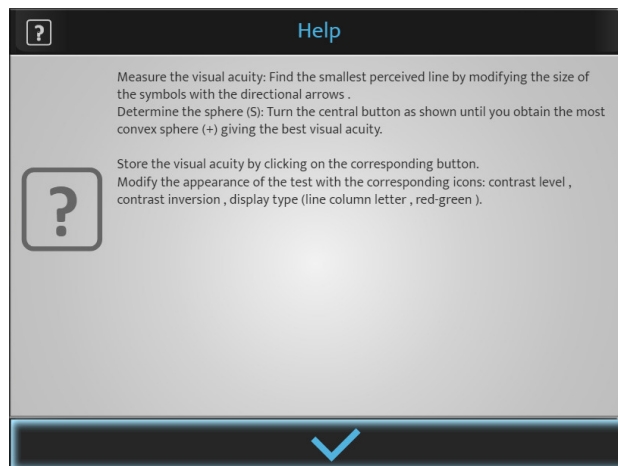 Help
Measure the visual acuity: Find the smallest perceived line by modifying the size of
the symbols with the directional arrows .
Determine the sphere (S): Turn the central button as shown until you obtain the most
convex sphere (+) giving the best visual acuity.
Store the visual acuity by clicking on the corresponding button.
Modify the appearance of the test with the corresponding icons: contrast level ,
contrast inversion , display type (line column letter , red-green ).